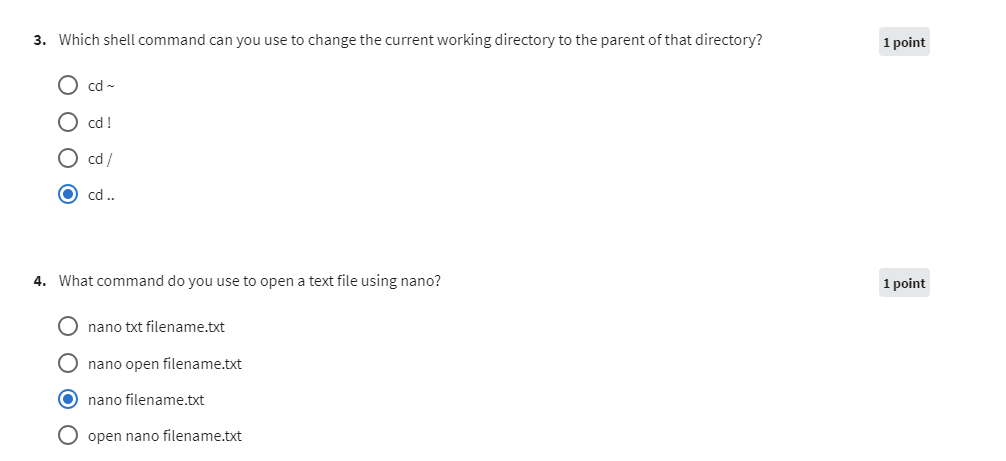 3. Which shell command can you use to change the current working directory to the parent of that directory?
1 point
cd ~
cd !
cd /
cd ..
4. What command do you use to open a text file using nano?
1 point
nano txt filename.txt
nano open filename.txt
nano filename.txt
open nano filename.txt